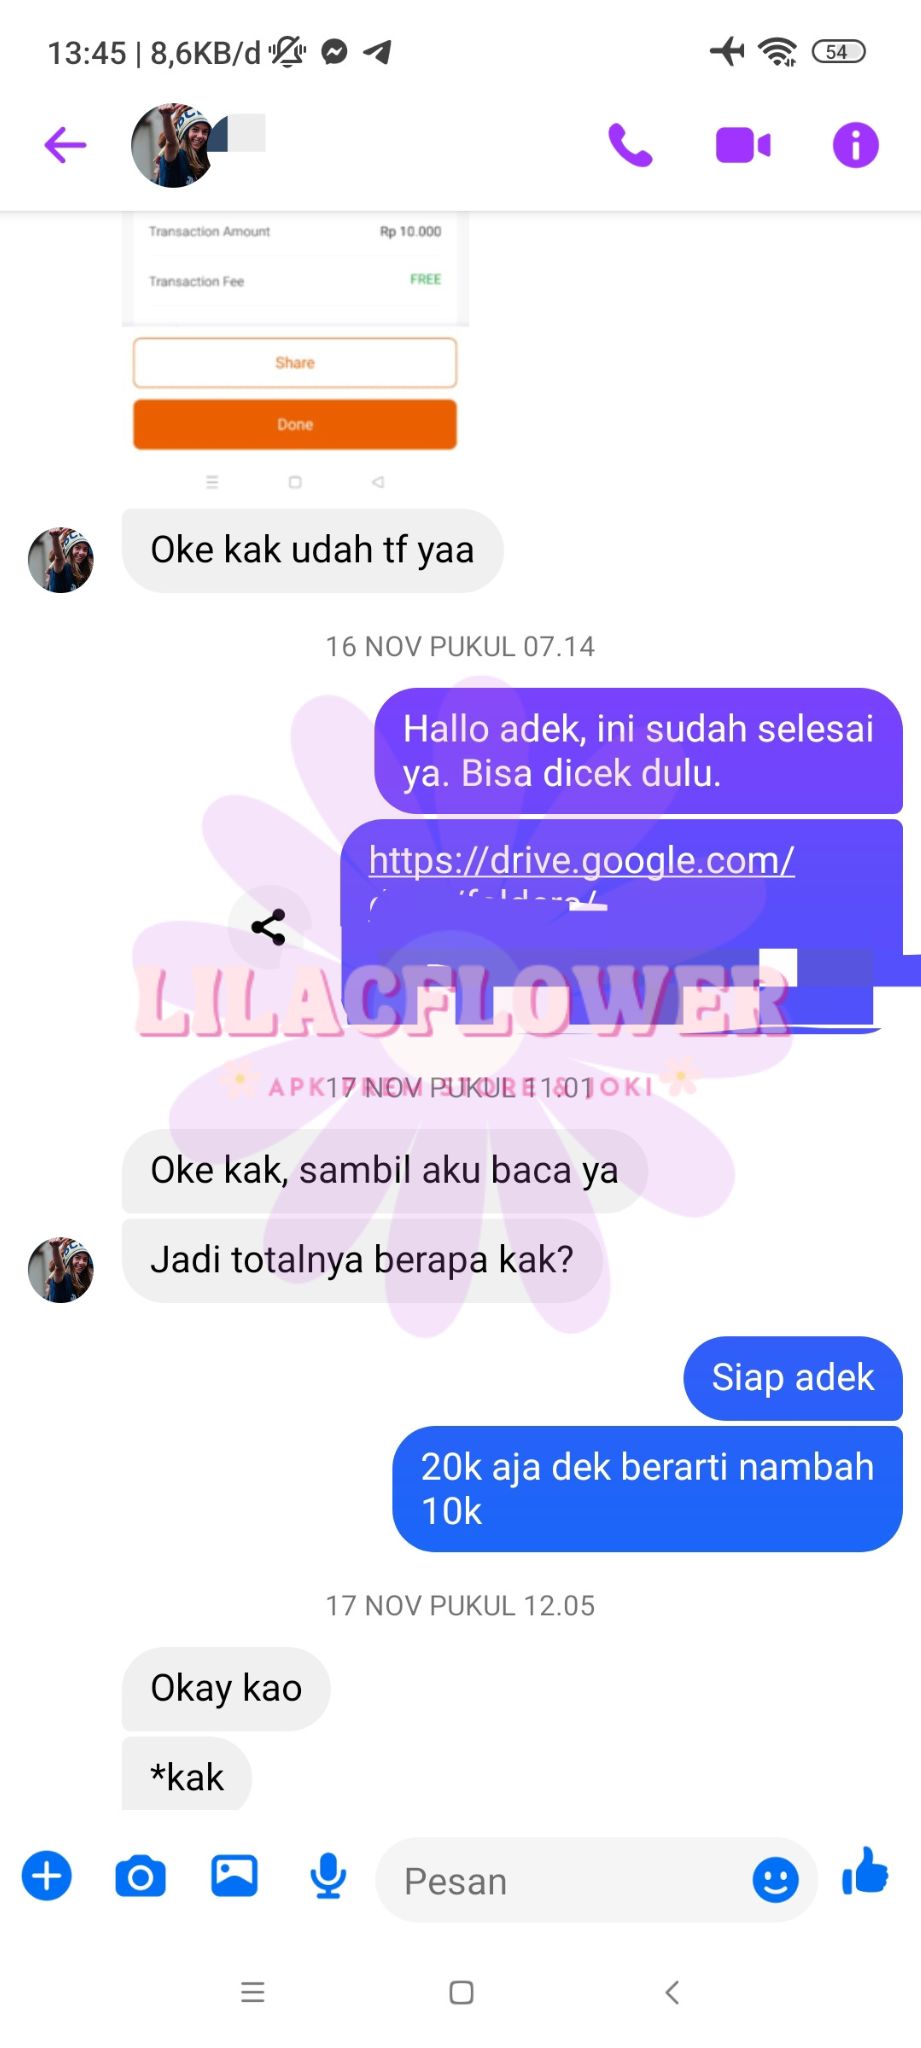 13:45 | 8,6KB/d
54
Transaction Amount Rp 10.000
Transaction Fee FREE
Share
Done
Oke kak udah tf yaa
16 NOV PUKUL 07.14
Hallo adek, ini sudah selesai
ya. Bisa dicek dulu.
https://drive.google.com/
LILACFLOWER
APK PREM STORE & JOKI
17 NOV PUKUL 11.01
Oke kak, sambil aku baca ya
Jadi totalnya berapa kak?
Siap adek
20k aja dek berarti nambah
10k
17 NOV PUKUL 12.05
Okay kao
*kak
Pesan